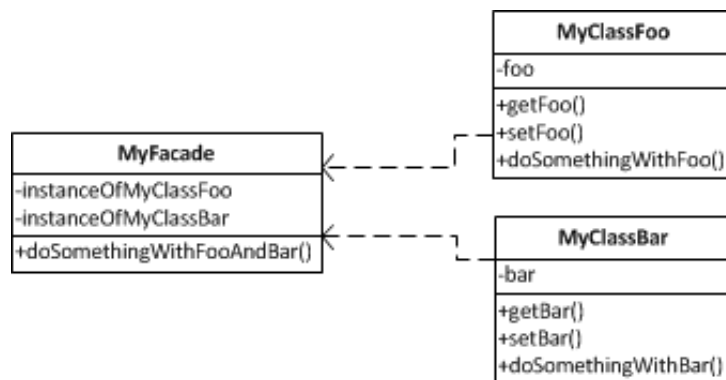 MyClassFoo
-foo
+getFoo()
+setFoo()
+doSomethingWithFoo()
MyFacade
-instanceOfMyClassFoo
-instanceOfMyClassBar
+doSomethingWithFooAndBar()
MyClassBar
-bar
+getBar()
+setBar()
+doSomethingWithBar()